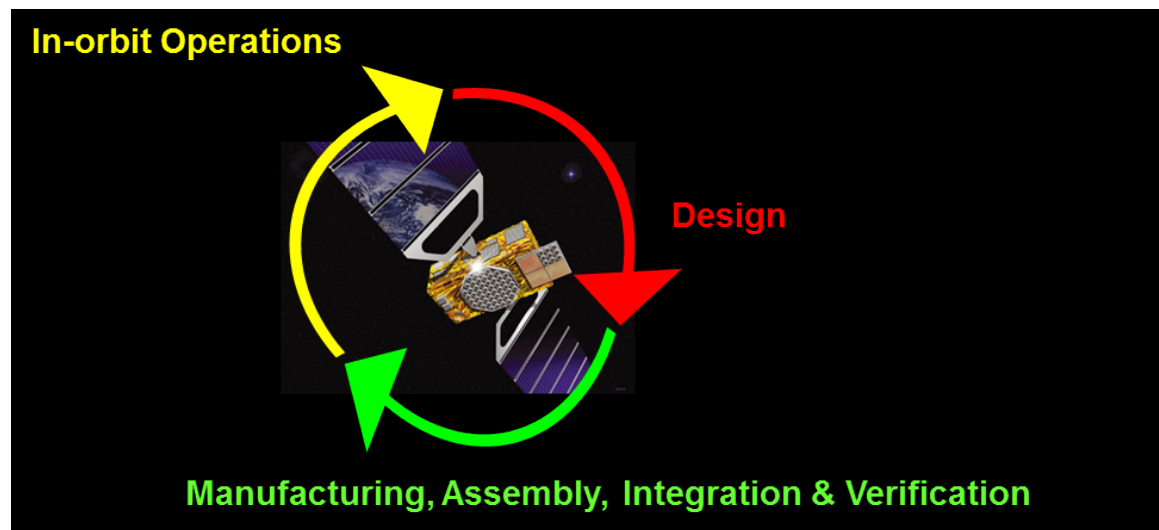 In-orbit Operations
Design
Manufacturing, Assembly, Integration & Verification